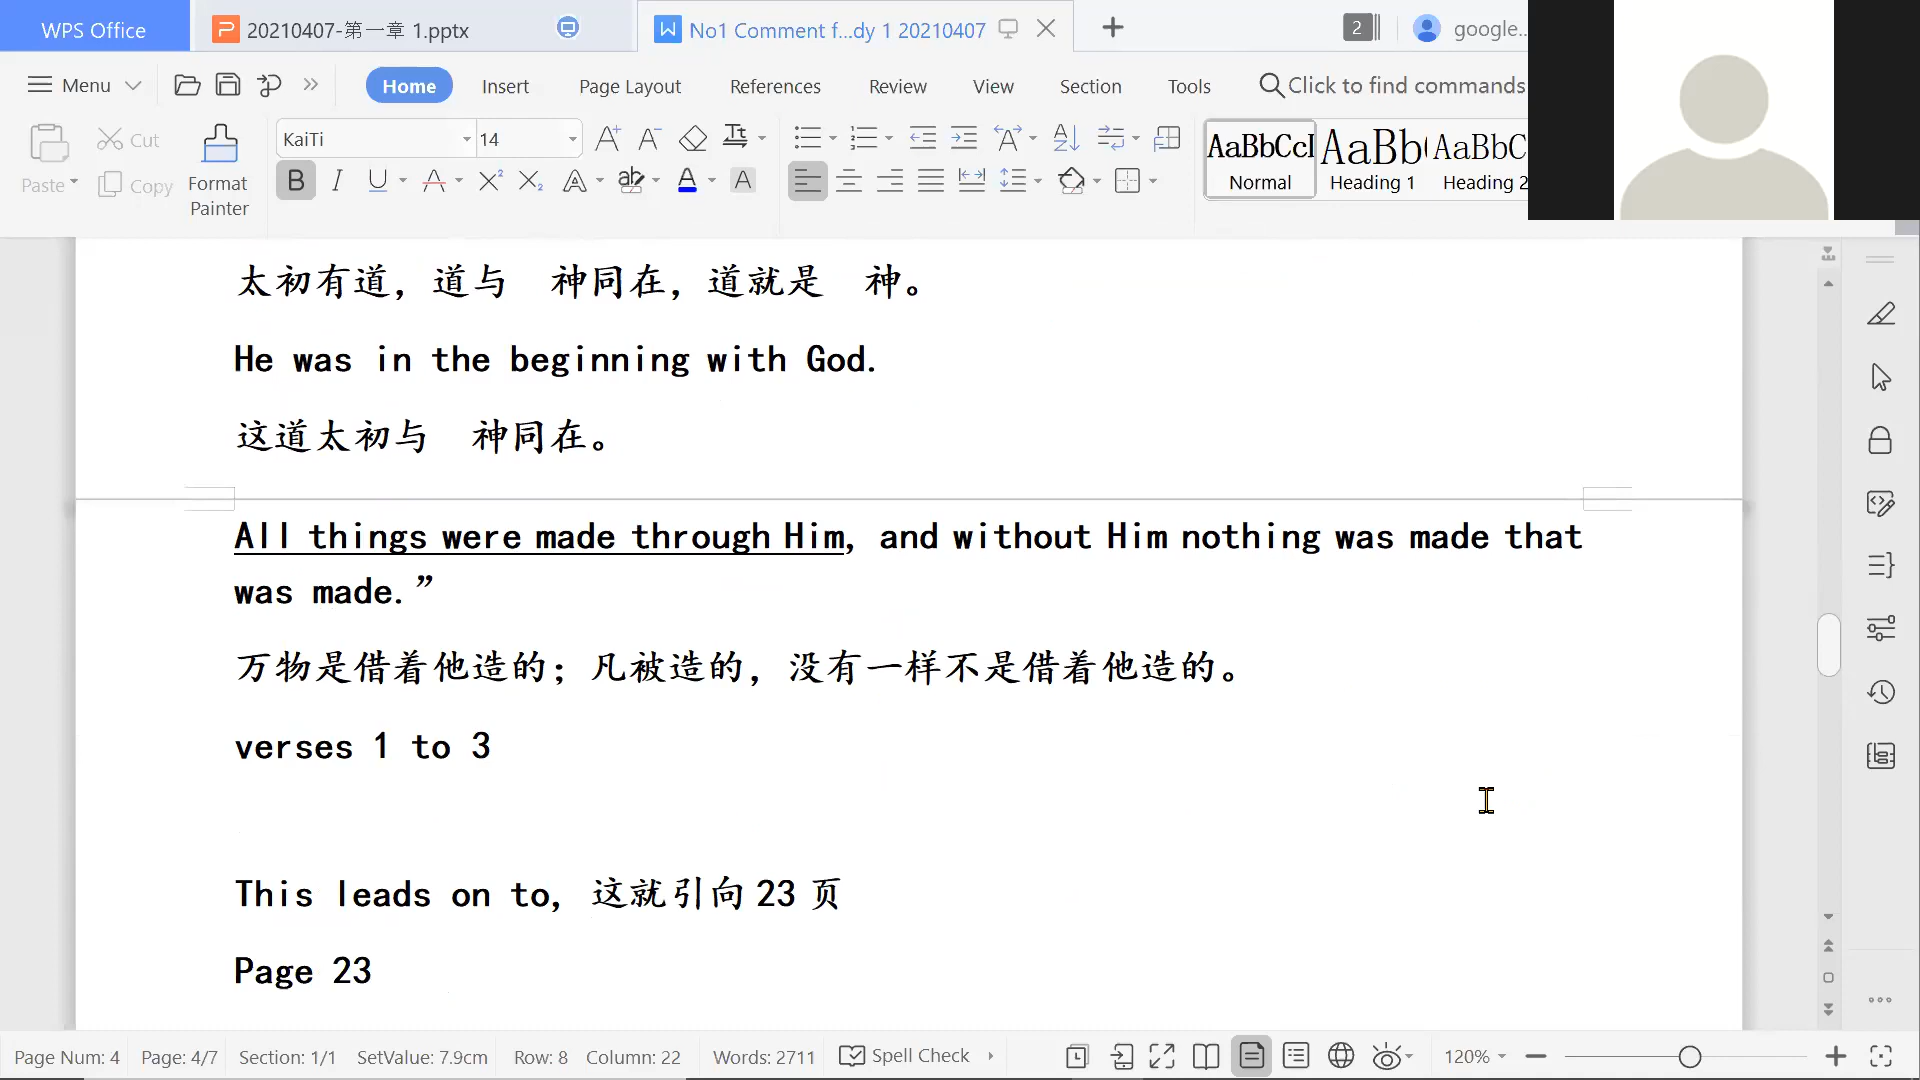 WPS Office
20210407-第一章 1.pptx
No1 Comment f...dy 1 20210407
2
google..
Menu
Home
Insert
Page Layout
References
Review
View
Section
Tools
Click to find commands
Paste
Cut
Copy
Format
Painter
KaiTi
14
AaBbCcI
Normal
AaBb(
Heading 1
AaBbC
Heading 2
太初有道，道与　神同在，道就是　神。
He was in the beginning with God.
这道太初与　神同在。
All things were made through Him, and without Him nothing was made that
was made.”
万物是借着他造的；凡被造的，没有一样不是借着他造的。
verses 1 to 3
This leads on to, 这就引向 23 页
Page 23
Page Num: 4 Page: 4/7 Section: 1/1 SetValue: 7.9cm Row: 8 Column: 22 Words: 2711 Spell Check 120%